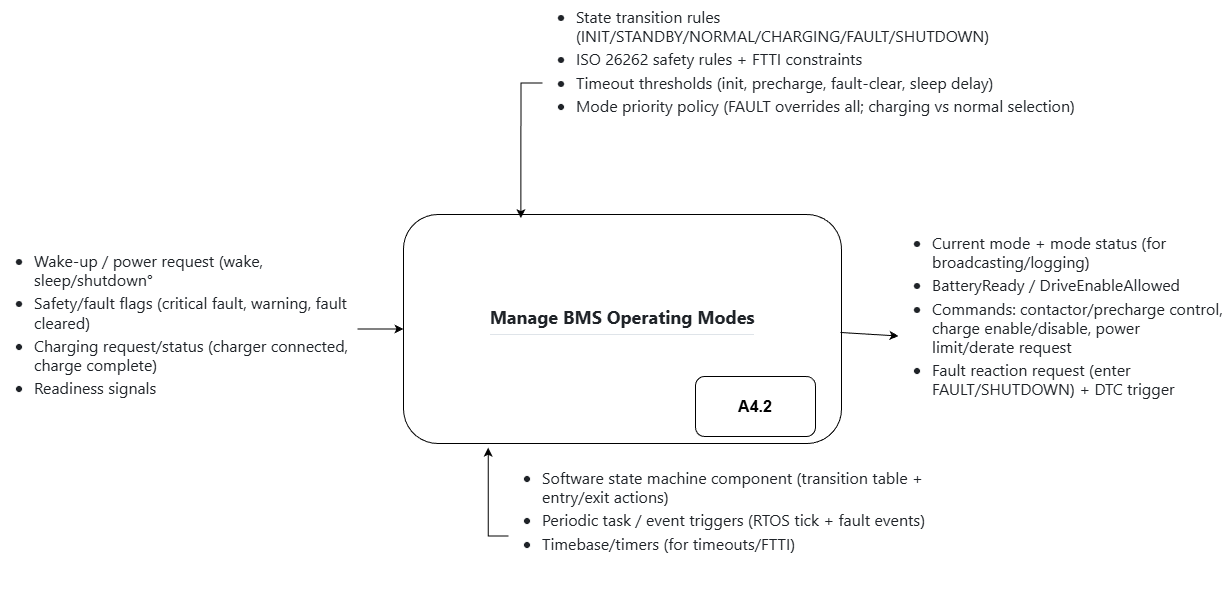 • State transition rules
(INIT/STANDBY/NORMAL/CHARGING/FAULT/SHUTDOWN)
• ISO 26262 safety rules + FTTI constraints
• Timeout thresholds (init, precharge, fault-clear, sleep delay)
• Mode priority policy (FAULT overrides all; charging vs normal selection)
• Wake-up / power request (wake,
sleep/shutdown°
• Safety/fault flags (critical fault, warning, fault
cleared)
• Charging request/status (charger connected,
charge complete)
• Readiness signals
Manage BMS Operating Modes
A4.2
• Current mode + mode status (for
broadcasting/logging)
• BatteryReady / DriveEnableAllowed
• Commands: contactor/precharge control,
charge enable/disable, power
limit/derate request
• Fault reaction request (enter
FAULT/SHUTDOWN) + DTC trigger
• Software state machine component (transition table +
entry/exit actions)
• Periodic task / event triggers (RTOS tick + fault events)
• Timebase/timers (for timeouts/FTTI)